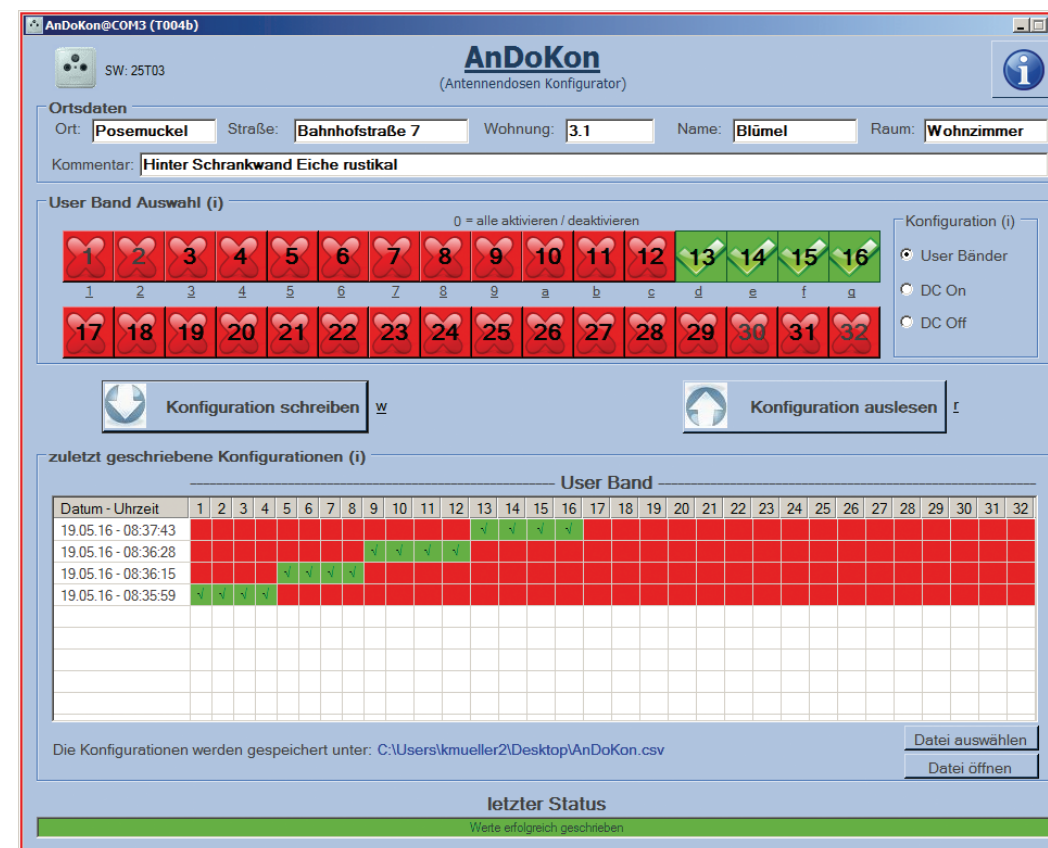 AnDoKon@COM3 (T004b)
SW: 25T03
AnDoKon
(Antennendosen Konfigurator)
Ortsdaten
Ort: Posemuckel Straße: Bahnhofstraße 7 Wohnung: 3.1 Name: Blümel Raum: Wohnzimmer
Kommentar: Hinter Schrankwand Eiche rustikal
User Band Auswahl (i)
0 = alle aktivieren / deaktivieren
1 2 3 4 5 6 7 8 9 10 11 12 13 14 15 16
1 2 3 4 5 6 7 8 9 a b c d e f g
17 18 19 20 21 22 23 24 25 26 27 28 29 30 31 32
Konfiguration (i)
User Bänder
DC On
DC Off
Konfiguration schreiben w
Konfiguration auslesen r
zuletzt geschriebene Konfigurationen (i)
User Band
Datum - Uhrzeit 1 2 3 4 5 6 7 8 9 10 11 12 13 14 15 16 17 18 19 20 21 22 23 24 25 26 27 28 29 30 31 32
19.05.16 - 08:37:43 √ √ √ √
19.05.16 - 08:36:28 √ √ √ √
19.05.16 - 08:36:15 √ √ √ √
19.05.16 - 08:35:59 √ √ √ √
Die Konfigurationen werden gespeichert unter: C:\Users\kmueller2\Desktop\AnDoKon.csv
Datei auswählen
Datei öffnen
letzter Status
Werte erfolgreich geschrieben